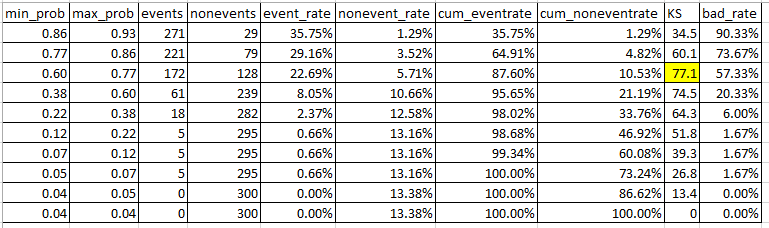 min_prob max_prob events nonevents event_rate nonevent_rate cum_eventrate cum_noneventrate KS bad_rate
0.86 0.93 271 29 35.75% 1.29% 35.75% 1.29% 34.5 90.33%
0.77 0.86 221 79 29.16% 3.52% 64.91% 4.82% 60.1 73.67%
0.60 0.77 172 128 22.69% 5.71% 87.60% 10.53% 77.1 57.33%
0.38 0.60 61 239 8.05% 10.66% 95.65% 21.19% 74.5 20.33%
0.22 0.38 18 282 2.37% 12.58% 98.02% 33.76% 64.3 6.00%
0.12 0.22 5 295 0.66% 13.16% 98.68% 46.92% 51.8 1.67%
0.07 0.12 5 295 0.66% 13.16% 99.34% 60.08% 39.3 1.67%
0.05 0.07 5 295 0.66% 13.16% 100.00% 73.24% 26.8 1.67%
0.04 0.05 0 300 0.00% 13.38% 100.00% 86.62% 13.4 0.00%
0.04 0.04 0 300 0.00% 13.38% 100.00% 100.00% 0 0.00%